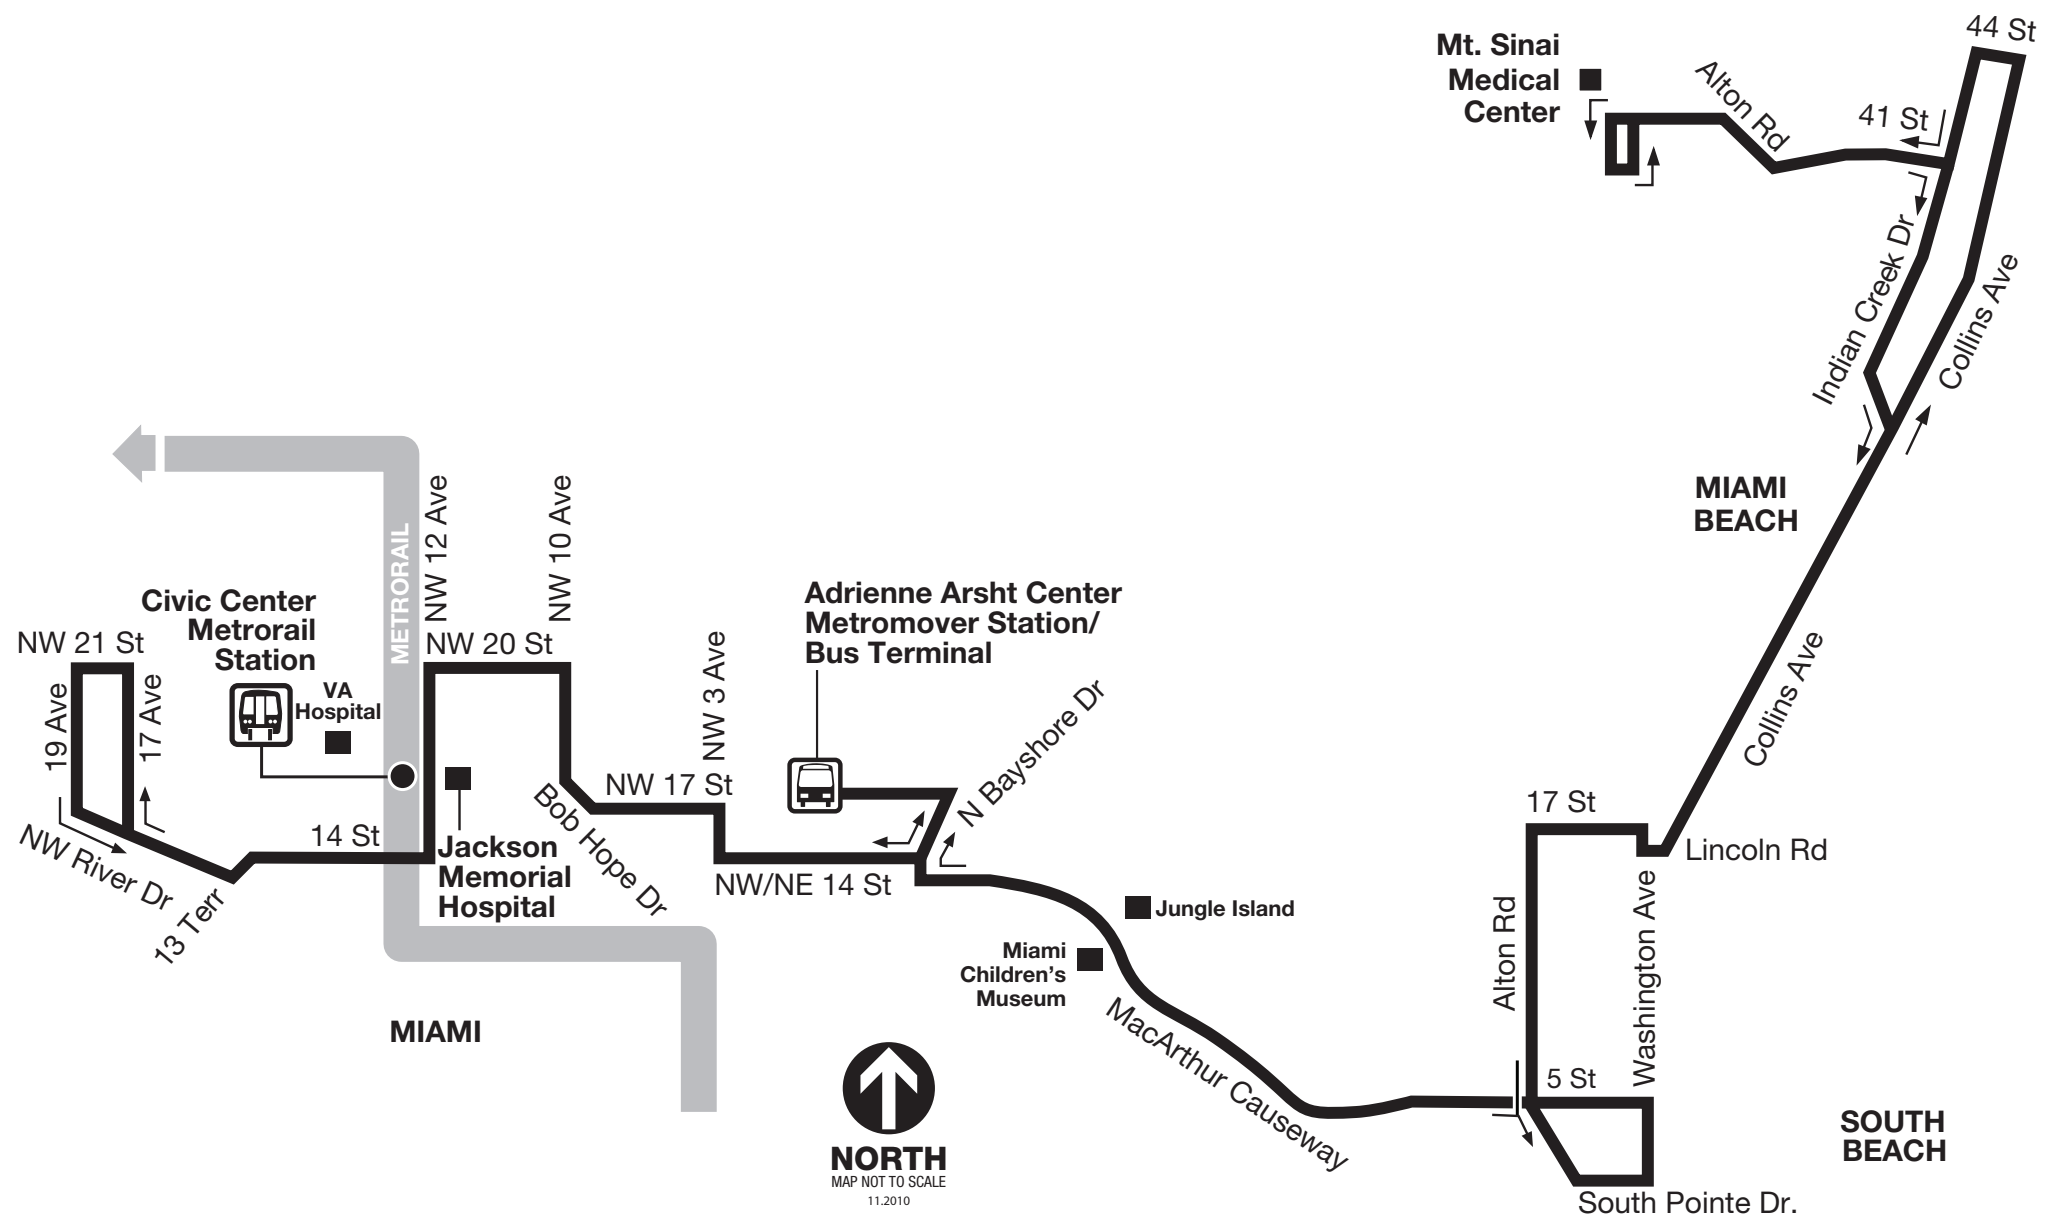 44 St
Mt. Sinai
Medical
Center
Alton Rd
41 St
Indian Creek Dr
Collins Ave
MIAMI
BEACH
METRORAIL
NW 12 Ave
NW 10 Ave
Civic Center
Metrorail
Station
NW 21 St
NW 20 St
VA
Hospital
19 Ave
17 Ave
NW 3 Ave
Adrienne Arsht Center
Metromover Station/
Bus Terminal
N Bayshore Dr
Collins Ave
NW 17 St
Bob Hope Dr
17 St
Lincoln Rd
14 St
NW River Dr
13 Terr
Jackson
Memorial
Hospital
NW/NE 14 St
Jungle Island
Miami
Children's
Museum
MacArthur Causeway
Alton Rd
Washington Ave
5 St
MIAMI
SOUTH
BEACH
South Pointe Dr.
NORTH
MAP NOT TO SCALE
11.2010